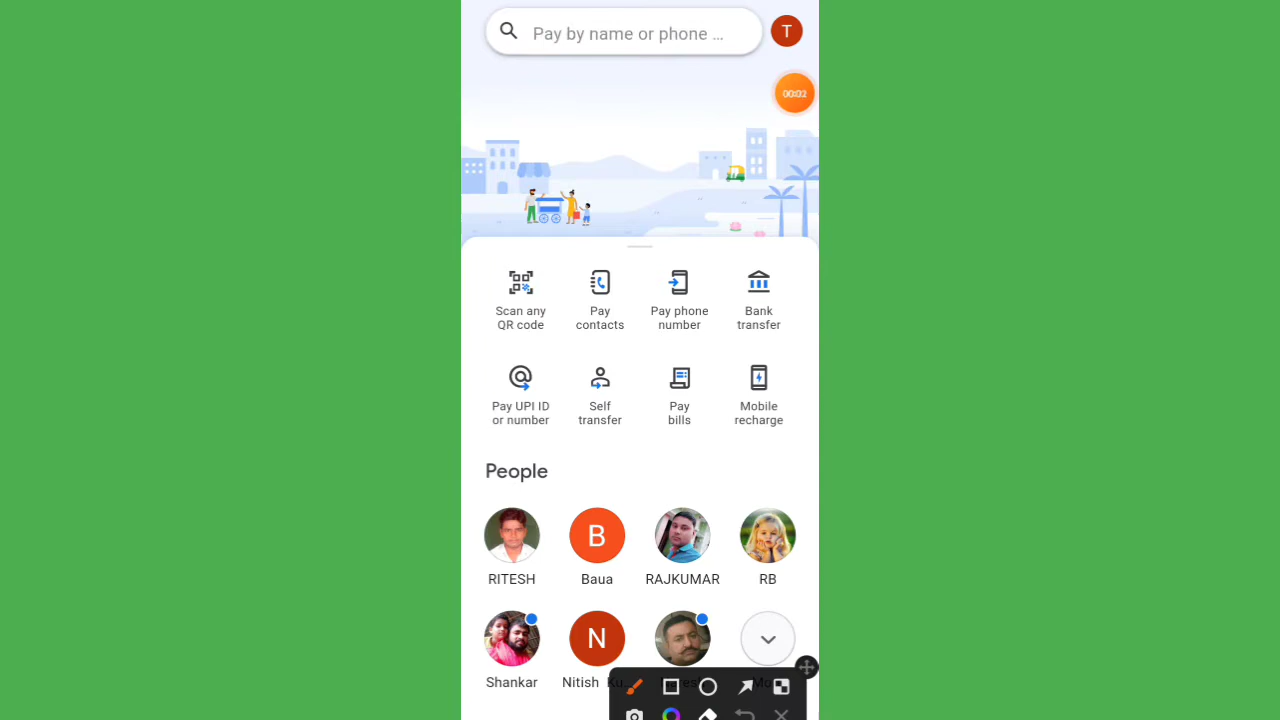 Pay by name or phone ...
T
00:02
Scan any
QR code
Pay
contacts
Pay phone
number
Bank
transfer
Pay UPI ID
or number
Self
transfer
Pay
bills
Mobile
recharge
People
B
RITESH
Baua
RAJKUMAR
RB
N
Shankar
Nitish